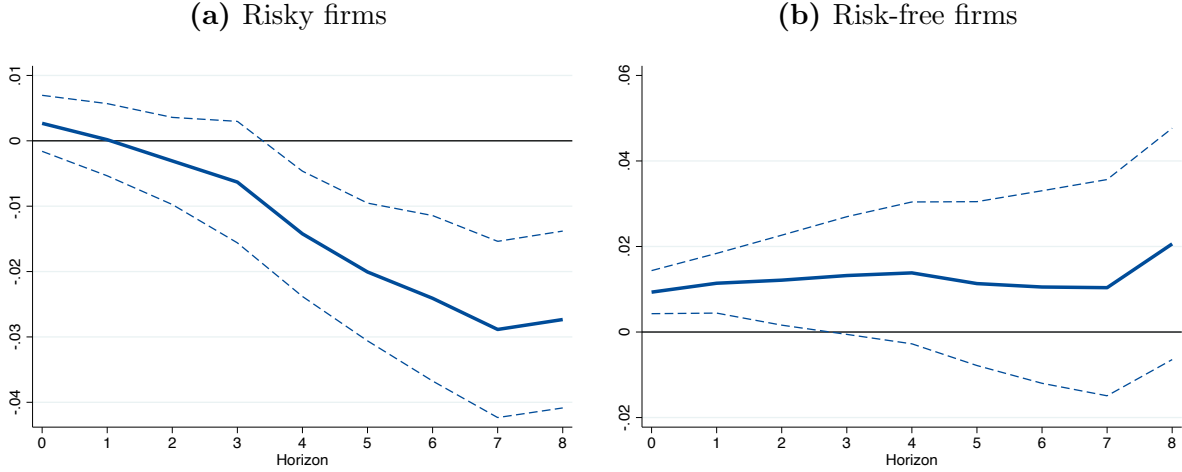 (a) Risky firms
.01
0
-.01
-.02
-.03
-.04
0 1 2 3 4 5 6 7 8
Horizon
(b) Risk-free firms
.06
.04
.02
0
-.02
0 1 2 3 4 5 6 7 8
Horizon